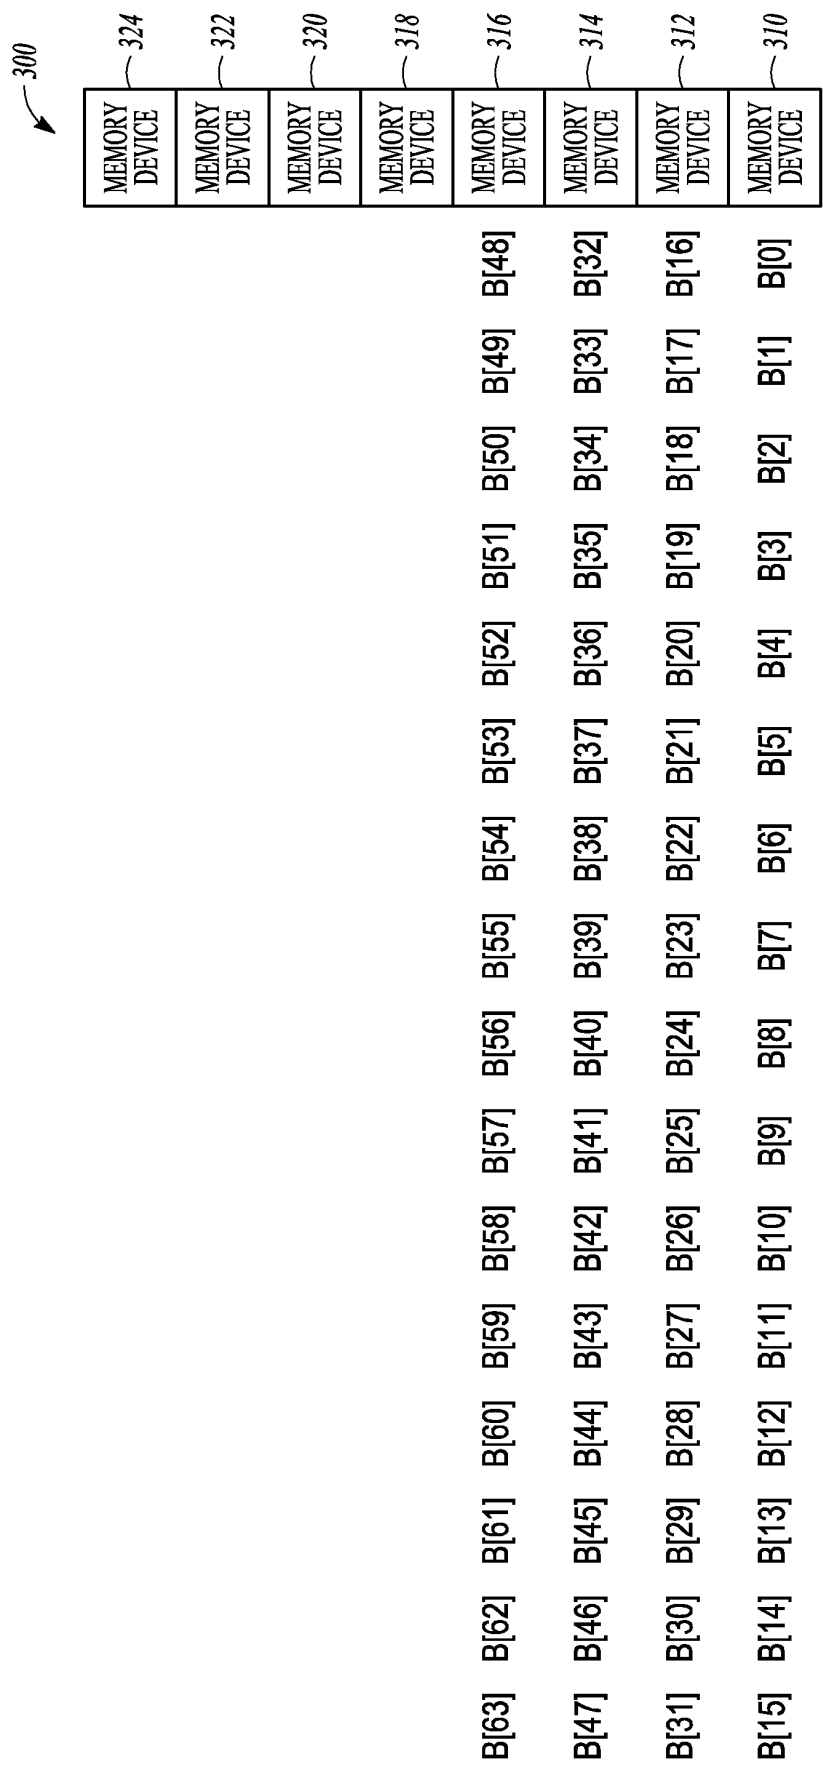 300
MEMORY
DEVICE
324
MEMORY
DEVICE
322
MEMORY
DEVICE
320
MEMORY
DEVICE
318
B[63] B[62] B[61] B[60] B[59] B[58] B[57] B[56] B[55] B[54] B[53] B[52] B[51] B[50] B[49] B[48]
MEMORY
DEVICE
316
B[47] B[46] B[45] B[44] B[43] B[42] B[41] B[40] B[39] B[38] B[37] B[36] B[35] B[34] B[33] B[32]
MEMORY
DEVICE
314
B[31] B[30] B[29] B[28] B[27] B[26] B[25] B[24] B[23] B[22] B[21] B[20] B[19] B[18] B[17] B[16]
MEMORY
DEVICE
312
B[15] B[14] B[13] B[12] B[11] B[10] B[9] B[8] B[7] B[6] B[5] B[4] B[3] B[2] B[1] B[0]
MEMORY
DEVICE
310